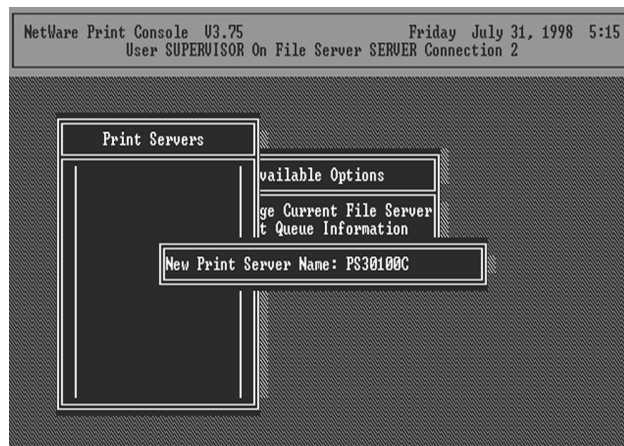 NetWare Print Console V3.75 Friday July 31, 1998 5:15
User SUPERVISOR On File Server SERVER Connection 2
Print Servers
vailable Options
ge Current File Server
t Queue Information
New Print Server Name: PS30100C